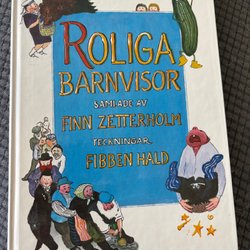 ROLIGA
BARNVISOR
SAMLADE AV
FINN ZETTERHOLM
TECKNINGAR:
FIBBEN HALD